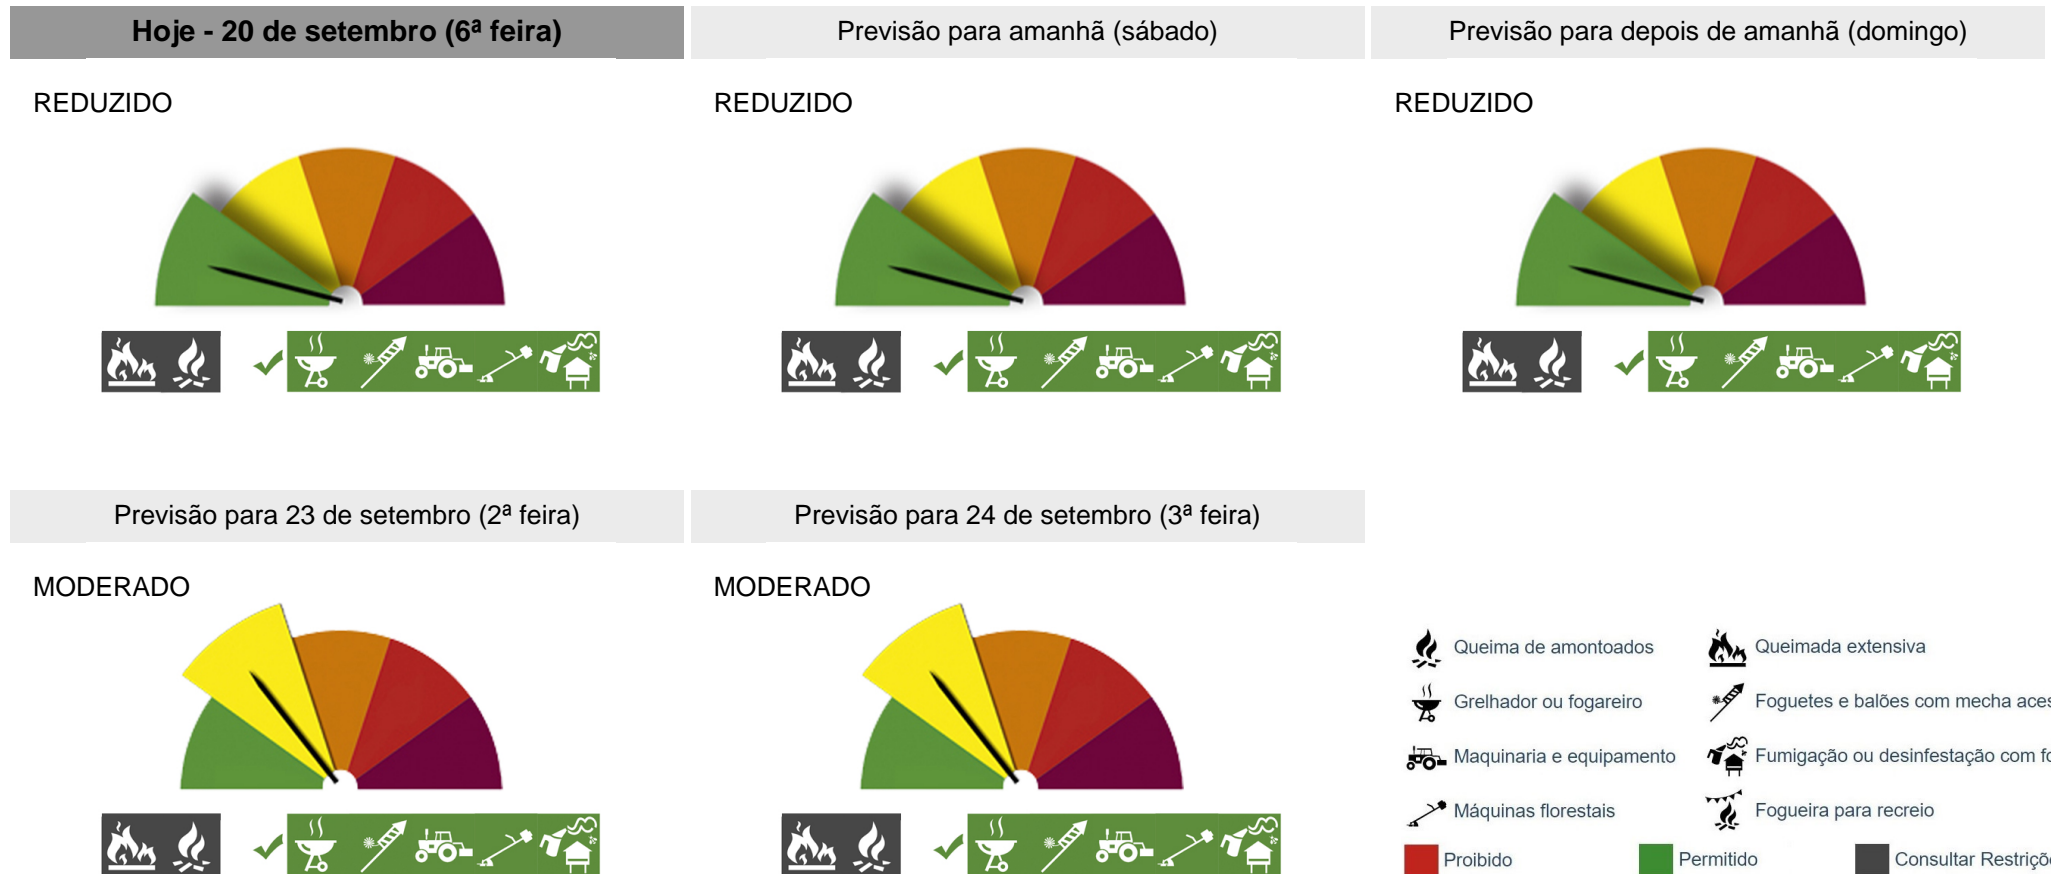 Hoje - 20 de setembro (6ª feira)
Previsão para amanhã (sábado)
Previsão para depois de amanhã (domingo)
REDUZIDO
REDUZIDO
REDUZIDO
Previsão para 23 de setembro (2ª feira)
Previsão para 24 de setembro (3ª feira)
MODERADO
MODERADO
Queima de amontoados
Queimada extensiva
Grelhador ou fogareiro
Foguetes e balões com mecha
Maquinaria e equipamento
Fumigação ou desinfestação com
Máquinas florestais
Fogueira para recreio
Proibido
Permitido
Consultar